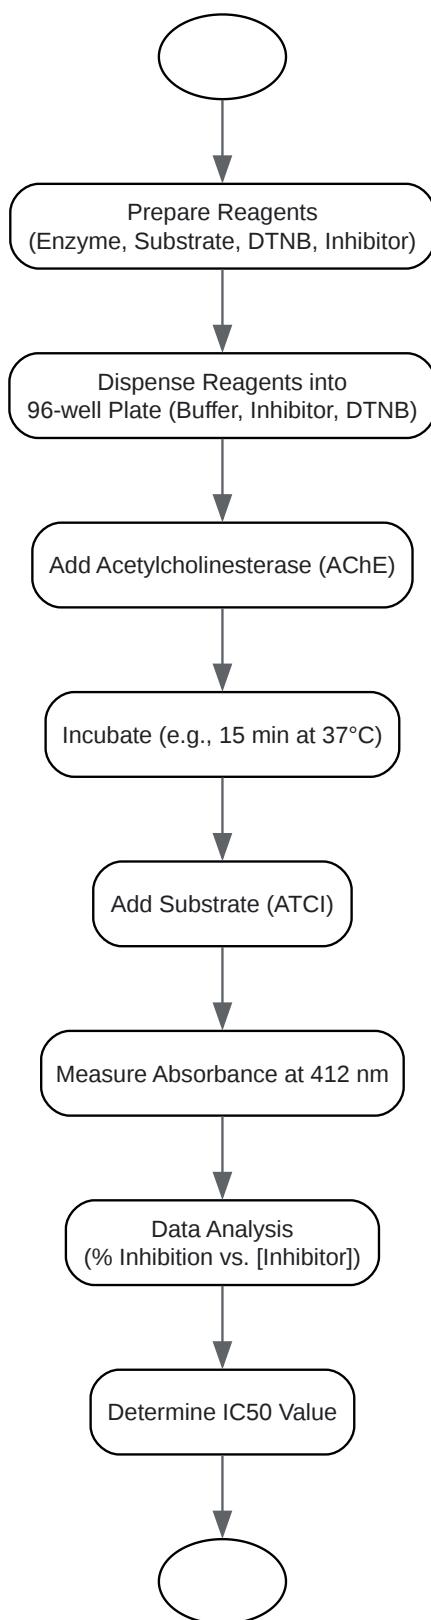 Prepare Reagents
(Enzyme, Substrate, DTNB, Inhibitor)
Dispense Reagents into
96-well Plate (Buffer, Inhibitor, DTNB)
Add Acetylcholinesterase (AChE)
Incubate (e.g., 15 min at 37°C)
Add Substrate (ATCI)
Measure Absorbance at 412 nm
Data Analysis
(% Inhibition vs. [Inhibitor])
Determine IC50 Value